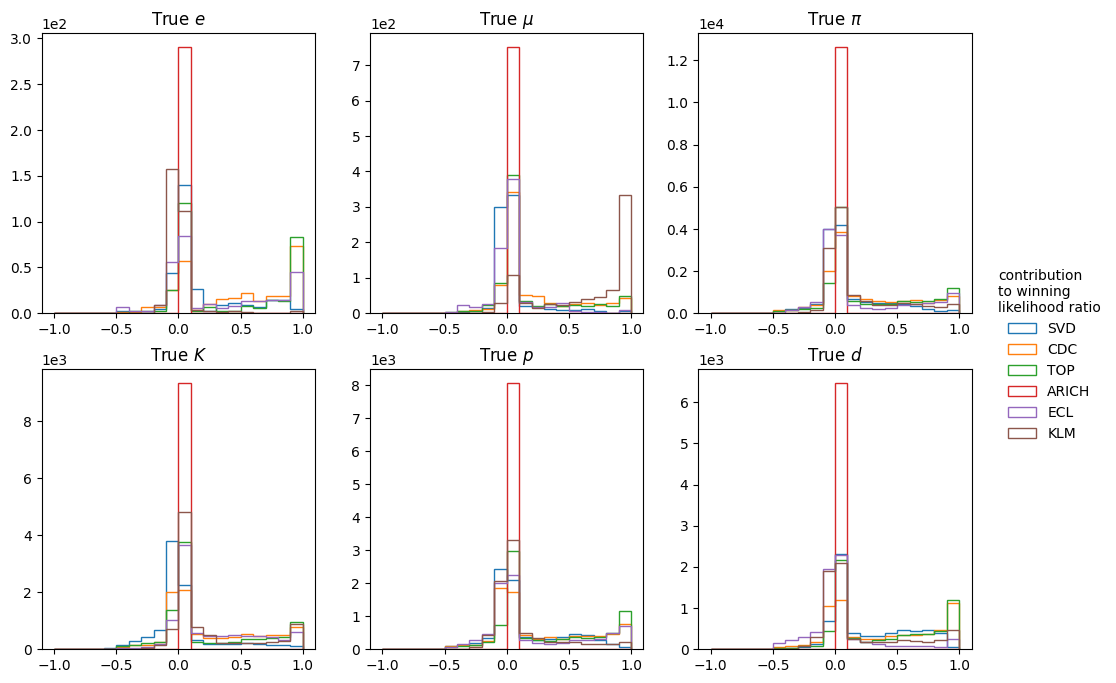 True e
1e2
3.0
2.5
2.0
1.5
1.0
0.5
0.0
−1.0 −0.5 0.0 0.5 1.0
True μ
1e2
7
6
5
4
3
2
1
0
−1.0 −0.5 0.0 0.5 1.0
True π
1e4
1.2
1.0
0.8
0.6
0.4
0.2
0.0
−1.0 −0.5 0.0 0.5 1.0
True K
1e3
8
6
4
2
0
−1.0 −0.5 0.0 0.5 1.0
True p
1e3
8
7
6
5
4
3
2
1
0
−1.0 −0.5 0.0 0.5 1.0
True d
1e3
6
5
4
3
2
1
0
−1.0 −0.5 0.0 0.5 1.0
contribution
to winning
likelihood ratio
SVD
CDC
TOP
ARICH
ECL
KLM